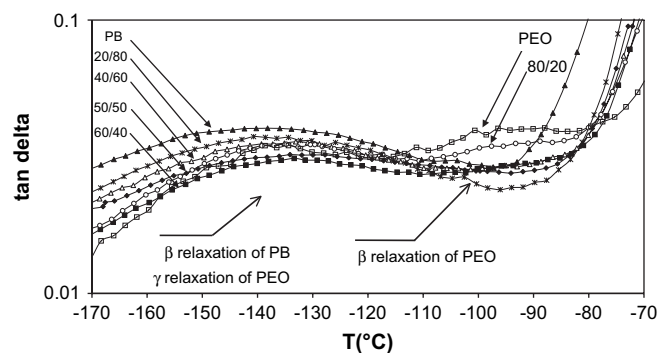 0.1
PB
20/80
40/60
50/50
60/40
PEO
80/20
tan delta
β relaxation of PB
γ relaxation of PEO
β relaxation of PEO
0.01
-170 -160 -150 -140 -130 -120 -110 -100 -90 -80 -70
T(°C)